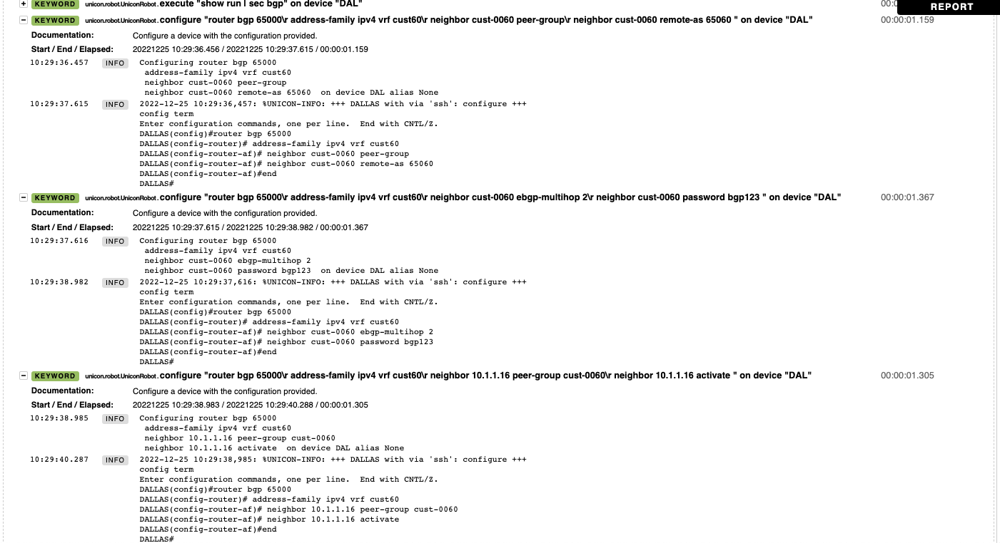 + KEYWORD unicon.robot.UniconRobot. execute "show run | sec bgp" on device "DAL" 00:0
REPORT
− KEYWORD unicon.robot.UniconRobot. configure "router bgp 65000\r address-family ipv4 vrf cust60\r neighbor cust-0060 peer-group\r neighbor cust-0060 remote-as 65060 " on device "DAL" 00:00:01.159
Documentation: Configure a device with the configuration provided.
Start / End / Elapsed: 20221225 10:29:36.456 / 20221225 10:29:37.615 / 00:00:01.159
10:29:36.457 INFO Configuring router bgp 65000
address-family ipv4 vrf cust60
neighbor cust-0060 peer-group
neighbor cust-0060 remote-as 65060  on device DAL alias None
10:29:37.615 INFO 2022-12-25 10:29:36,457: %UNICON-INFO: +++ DALLAS with via 'ssh': configure +++
config term
Enter configuration commands, one per line.  End with CNTL/Z.
DALLAS(config)#router bgp 65000
DALLAS(config-router)# address-family ipv4 vrf cust60
DALLAS(config-router-af)# neighbor cust-0060 peer-group
DALLAS(config-router-af)# neighbor cust-0060 remote-as 65060
DALLAS(config-router-af)#end
DALLAS#
− KEYWORD unicon.robot.UniconRobot. configure "router bgp 65000\r address-family ipv4 vrf cust60\r neighbor cust-0060 ebgp-multihop 2\r neighbor cust-0060 password bgp123 " on device "DAL" 00:00:01.367
Documentation: Configure a device with the configuration provided.
Start / End / Elapsed: 20221225 10:29:37.615 / 20221225 10:29:38.982 / 00:00:01.367
10:29:37.616 INFO Configuring router bgp 65000
address-family ipv4 vrf cust60
neighbor cust-0060 ebgp-multihop 2
neighbor cust-0060 password bgp123  on device DAL alias None
10:29:38.982 INFO 2022-12-25 10:29:37,616: %UNICON-INFO: +++ DALLAS with via 'ssh': configure +++
config term
Enter configuration commands, one per line.  End with CNTL/Z.
DALLAS(config)#router bgp 65000
DALLAS(config-router)# address-family ipv4 vrf cust60
DALLAS(config-router-af)# neighbor cust-0060 ebgp-multihop 2
DALLAS(config-router-af)# neighbor cust-0060 password bgp123
DALLAS(config-router-af)#end
DALLAS#
− KEYWORD unicon.robot.UniconRobot. configure "router bgp 65000\r address-family ipv4 vrf cust60\r neighbor 10.1.1.16 peer-group cust-0060\r neighbor 10.1.1.16 activate " on device "DAL" 00:00:01.305
Documentation: Configure a device with the configuration provided.
Start / End / Elapsed: 20221225 10:29:38.983 / 20221225 10:29:40.288 / 00:00:01.305
10:29:38.985 INFO Configuring router bgp 65000
address-family ipv4 vrf cust60
neighbor 10.1.1.16 peer-group cust-0060
neighbor 10.1.1.16 activate  on device DAL alias None
10:29:40.287 INFO 2022-12-25 10:29:38,985: %UNICON-INFO: +++ DALLAS with via 'ssh': configure +++
config term
Enter configuration commands, one per line.  End with CNTL/Z.
DALLAS(config)#router bgp 65000
DALLAS(config-router)# address-family ipv4 vrf cust60
DALLAS(config-router-af)# neighbor 10.1.1.16 peer-group cust-0060
DALLAS(config-router-af)# neighbor 10.1.1.16 activate
DALLAS(config-router-af)#end
DALLAS#